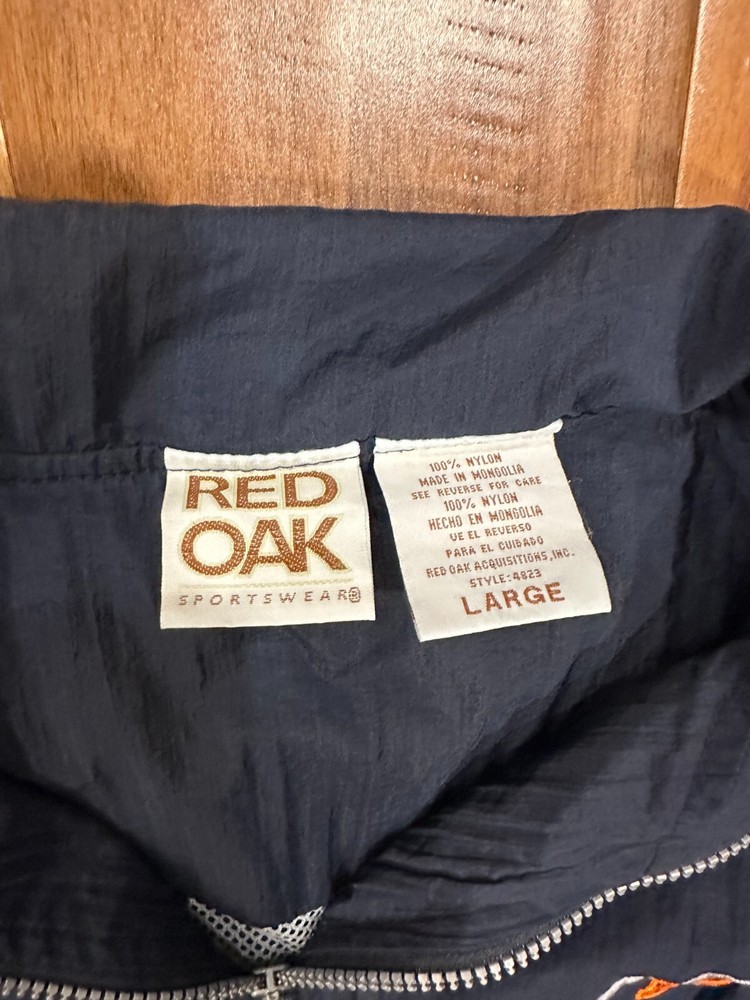 RED
OAK
SPORTSWEAR®
100% NYLON
MADE IN MONGOLIA
SEE REVERSE FOR CARE
100% NYLON
HECHO EN MONGOLIA
VE EL REVERSO
PARA EL CUIDADO
RED OAK ACQUISITIONS, INC.
STYLE:4823
LARGE